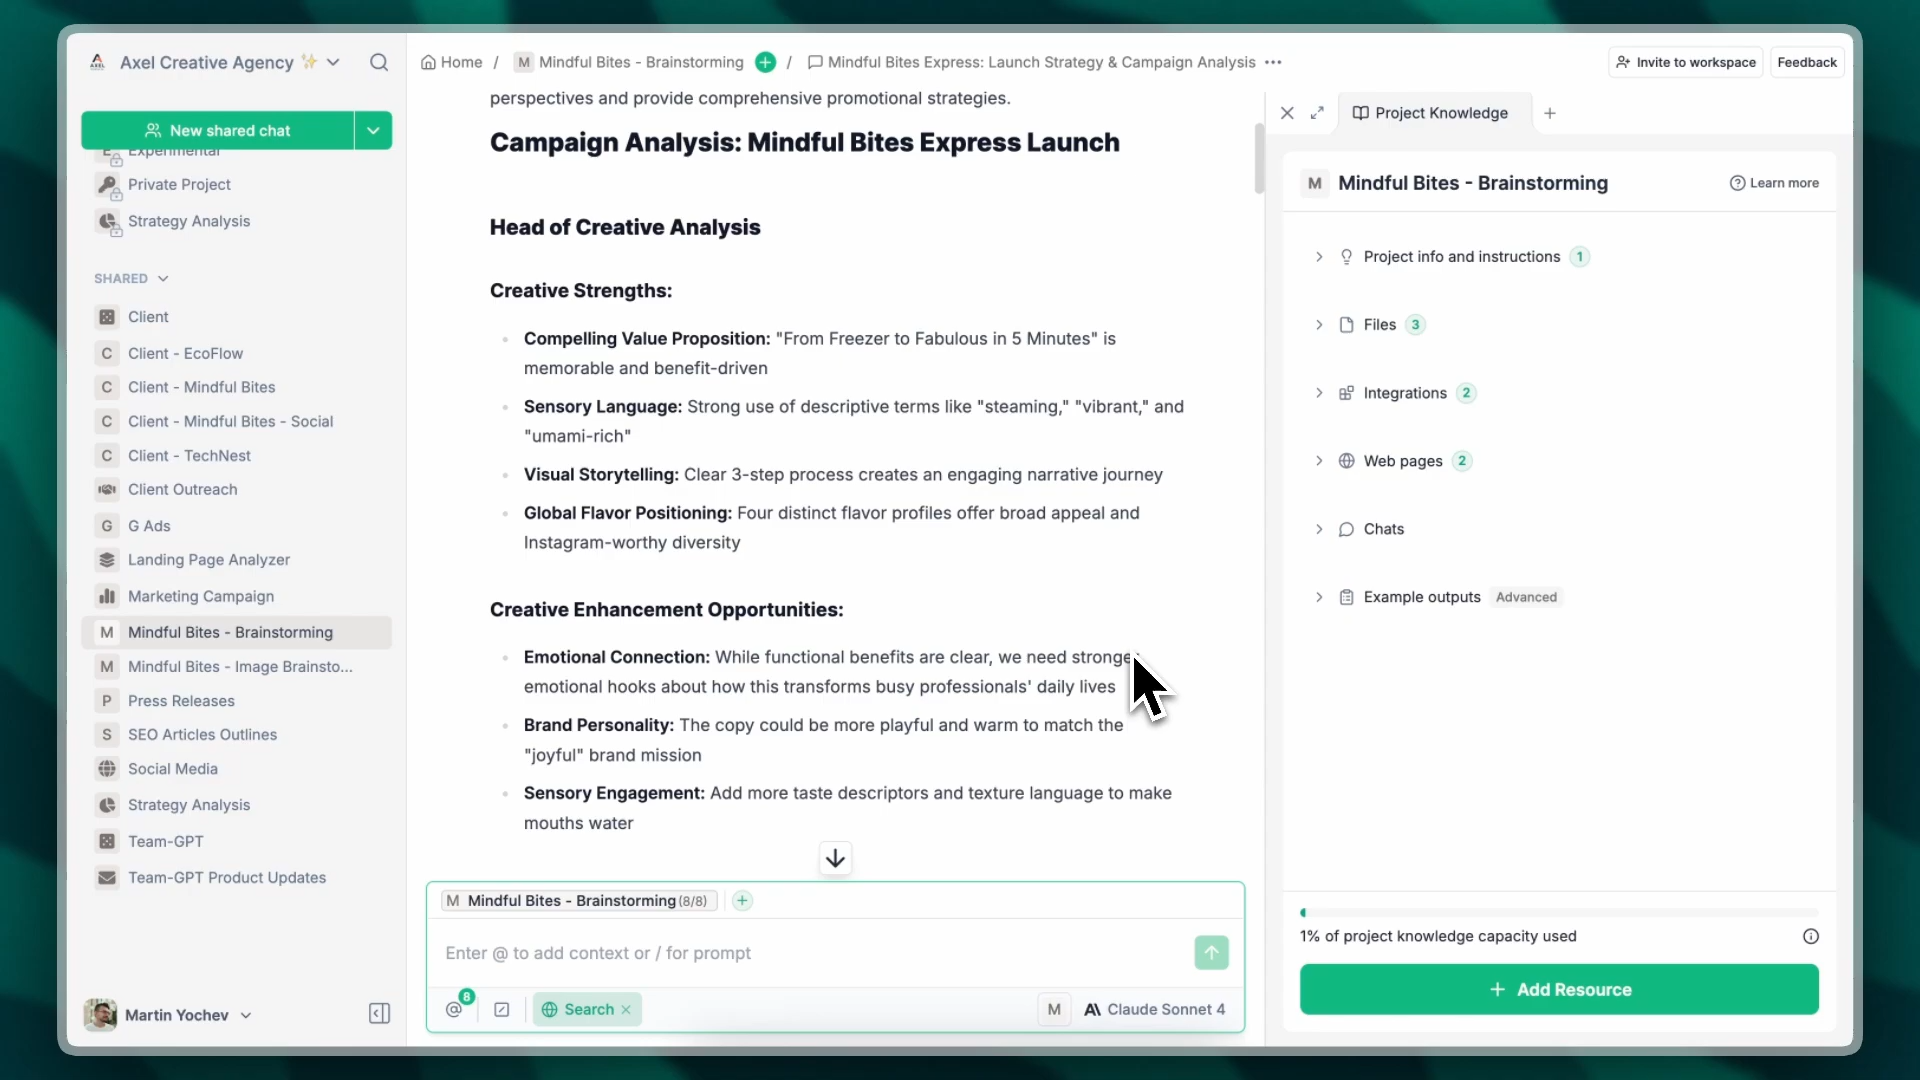 AXEL
Axel Creative Agency ✨
New shared chat
Experimental
Private Project
Strategy Analysis
SHARED
Client
C Client - EcoFlow
C Client - Mindful Bites
C Client - Mindful Bites - Social
C Client - TechNest
Client Outreach
G G Ads
Landing Page Analyzer
Marketing Campaign
M Mindful Bites - Brainstorming
M Mindful Bites - Image Brainsto...
P Press Releases
S SEO Articles Outlines
Social Media
Strategy Analysis
Team-GPT
Team-GPT Product Updates
Martin Yochev
Home / M Mindful Bites - Brainstorming / Mindful Bites Express: Launch Strategy & Campaign Analysis
Invite to workspace
Feedback
perspectives and provide comprehensive promotional strategies.
Campaign Analysis: Mindful Bites Express Launch
Head of Creative Analysis
Creative Strengths:
Compelling Value Proposition: "From Freezer to Fabulous in 5 Minutes" is
memorable and benefit-driven
Sensory Language: Strong use of descriptive terms like "steaming," "vibrant," and
"umami-rich"
Visual Storytelling: Clear 3-step process creates an engaging narrative journey
Global Flavor Positioning: Four distinct flavor profiles offer broad appeal and
Instagram-worthy diversity
Creative Enhancement Opportunities:
Emotional Connection: While functional benefits are clear, we need stronger
emotional hooks about how this transforms busy professionals' daily lives
Brand Personality: The copy could be more playful and warm to match the
"joyful" brand mission
Sensory Engagement: Add more taste descriptors and texture language to make
mouths water
M Mindful Bites - Brainstorming (8/8)
Enter @ to add context or / for prompt
@ 8
Search
M
Claude Sonnet 4
Project Knowledge
M Mindful Bites - Brainstorming
Learn more
Project info and instructions 1
Files 3
Integrations 2
Web pages 2
Chats
Example outputs Advanced
1% of project knowledge capacity used
+ Add Resource